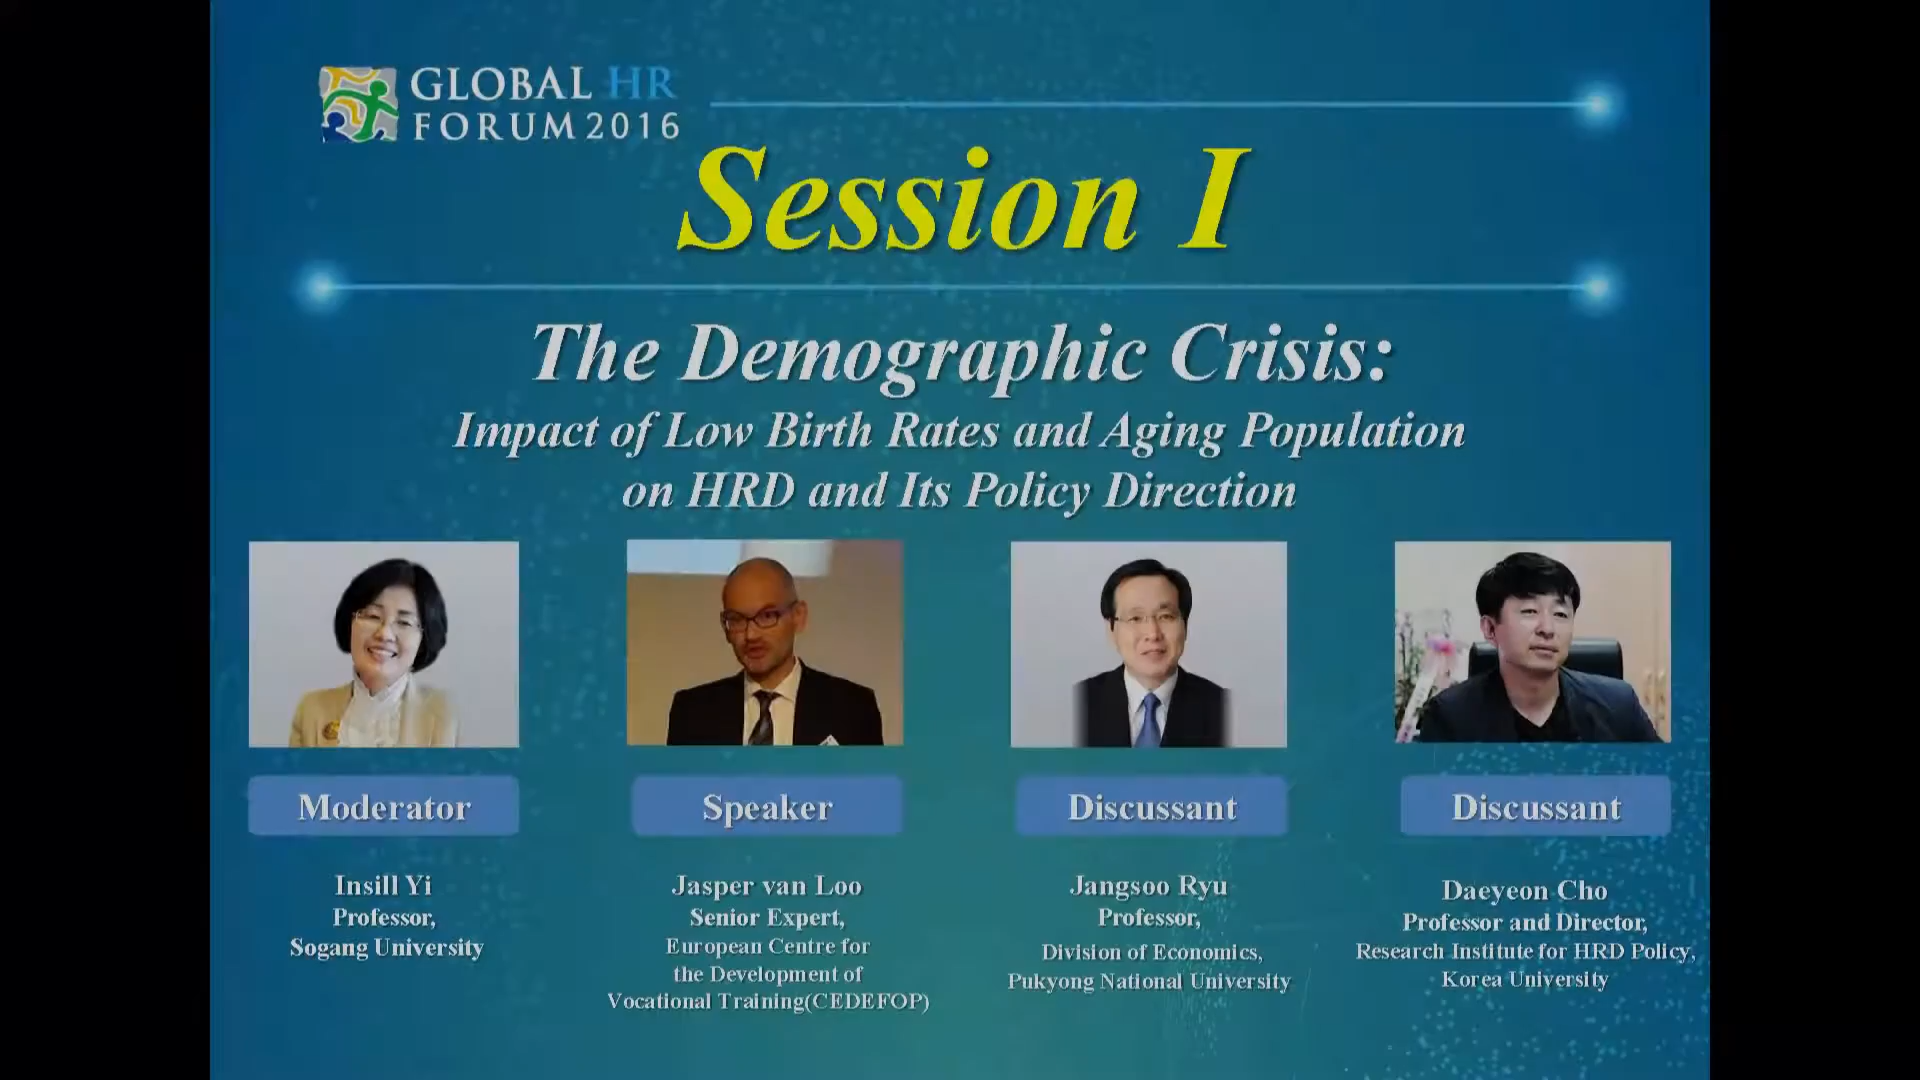 GLOBAL HR
FORUM 2016
Session I
The Demographic Crisis:
Impact of Low Birth Rates and Aging Population
on HRD and Its Policy Direction
Moderator
Insill Yi
Professor,
Sogang University
Speaker
Jasper van Loo
Senior Expert,
European Centre for
the Development of
Vocational Training(CEDEFOP)
Discussant
Jangsoo Ryu
Professor,
Division of Economics,
Pukyong National University
Discussant
Daeyeon Cho
Professor and Director,
Research Institute for HRD Policy,
Korea University